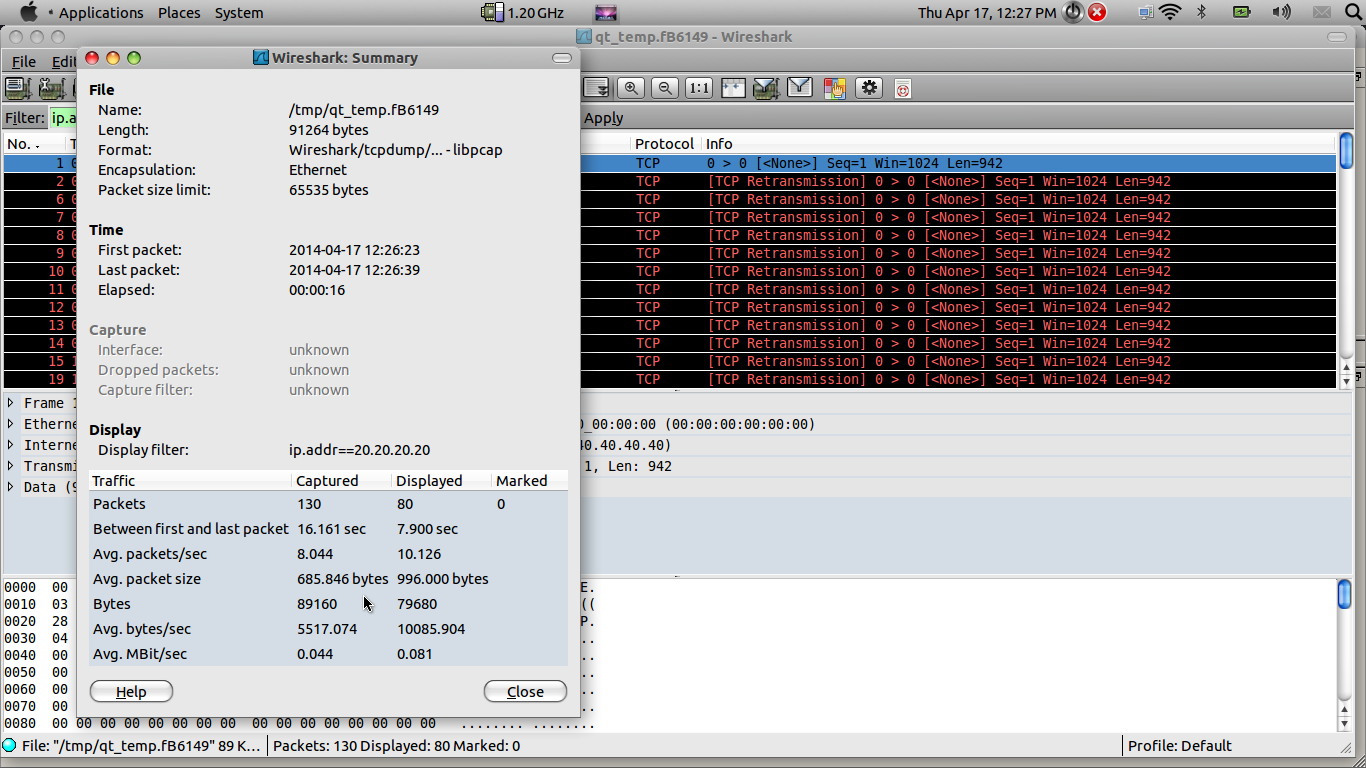 Applications Places System 1.20 GHz Thu Apr 17, 12:27 PM
qt_temp.fB6149 - Wireshark
Wireshark: Summary
File
File
Name: /tmp/qt_temp.fB6149
Length: 91264 bytes
Format: Wireshark/tcpdump/... - libpcap
Encapsulation: Ethernet
Packet size limit: 65535 bytes
Time
First packet: 2014-04-17 12:26:23
Last packet: 2014-04-17 12:26:39
Elapsed: 00:00:16
Capture
Interface: unknown
Dropped packets: unknown
Capture filter: unknown
Display
Display filter: ip.addr==20.20.20.20
Traffic Captured Displayed Marked
Packets 130 80 0
Between first and last packet 16.161 sec 7.900 sec
Avg. packets/sec 8.044 10.126
Avg. packet size 685.846 bytes 996.000 bytes
Bytes 89160 79680
Avg. bytes/sec 5517.074 10085.904
Avg. MBit/sec 0.044 0.081
Help Close
1:1
Filter: Apply
No. Protocol Info
1 TCP 0 > 0 [<None>] Seq=1 Win=1024 Len=942
2 TCP [TCP Retransmission] 0 > 0 [<None>] Seq=1 Win=1024 Len=942
6 TCP [TCP Retransmission] 0 > 0 [<None>] Seq=1 Win=1024 Len=942
7 TCP [TCP Retransmission] 0 > 0 [<None>] Seq=1 Win=1024 Len=942
8 TCP [TCP Retransmission] 0 > 0 [<None>] Seq=1 Win=1024 Len=942
9 TCP [TCP Retransmission] 0 > 0 [<None>] Seq=1 Win=1024 Len=942
10 TCP [TCP Retransmission] 0 > 0 [<None>] Seq=1 Win=1024 Len=942
11 TCP [TCP Retransmission] 0 > 0 [<None>] Seq=1 Win=1024 Len=942
12 TCP [TCP Retransmission] 0 > 0 [<None>] Seq=1 Win=1024 Len=942
13 TCP [TCP Retransmission] 0 > 0 [<None>] Seq=1 Win=1024 Len=942
14 TCP [TCP Retransmission] 0 > 0 [<None>] Seq=1 Win=1024 Len=942
15 TCP [TCP Retransmission] 0 > 0 [<None>] Seq=1 Win=1024 Len=942
19 TCP [TCP Retransmission] 0 > 0 [<None>] Seq=1 Win=1024 Len=942
Frame
_00:00:00 (00:00:00:00:00:00)
40.40.40)
1, Len: 942
Data
0000 00 E.
0010 03 ((
0020 28 P.
0030 04 ..
0040 00 ..
0050 00 ..
0060 00 ..
0070 00 ..
0080 00 00 00 00 00 00 00 00 00 00 00 00 00 00 00 00 ........ ........
File: "/tmp/qt_temp.fB6149" 89 K... Packets: 130 Displayed: 80 Marked: 0 Profile: Default